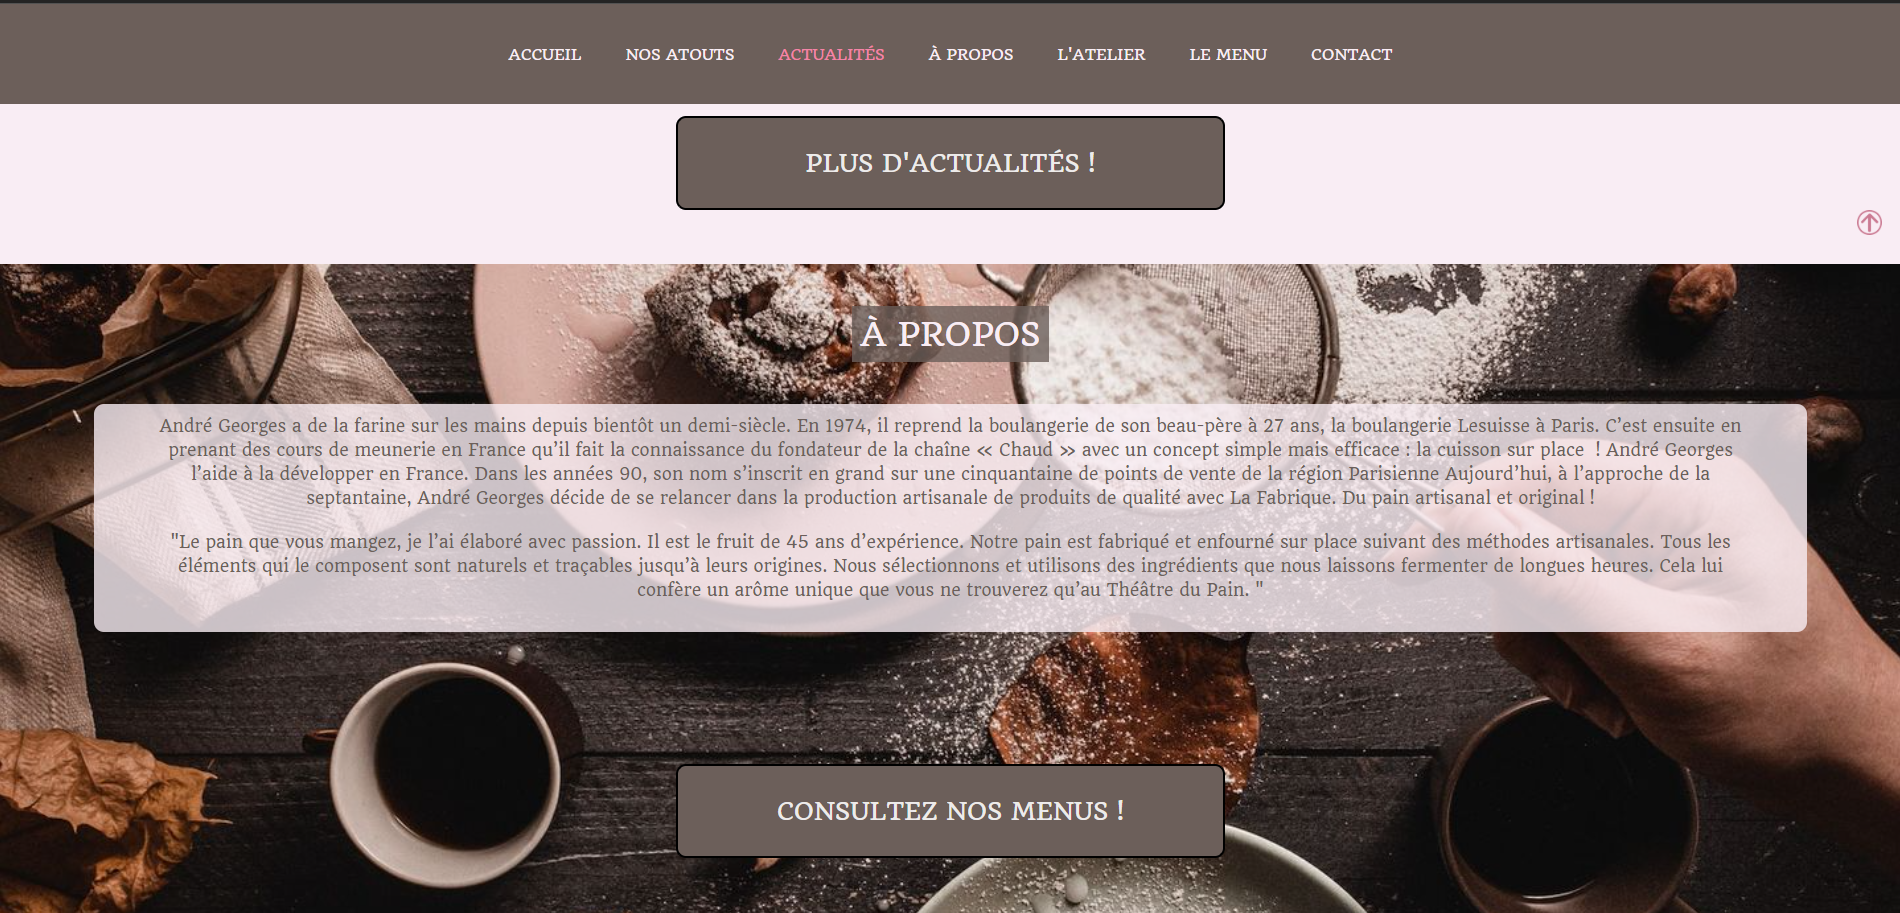 ACCUEIL NOS ATOUTS ACTUALITÉS À PROPOS L'ATELIER LE MENU CONTACT
PLUS D'ACTUALITÉS !
À PROPOS
André Georges a de la farine sur les mains depuis bientôt un demi-siècle. En 1974, il reprend la boulangerie de son beau-père à 27 ans, la boulangerie Lesuisse à Paris. C’est ensuite en
prenant des cours de meunerie en France qu’il fait la connaissance du fondateur de la chaîne « Chaud » avec un concept simple mais efficace : la cuisson sur place ! André Georges
l’aide à la développer en France. Dans les années 90, son nom s’inscrit en grand sur une cinquantaine de points de vente de la région Parisienne Aujourd’hui, à l’approche de la
septantaine, André Georges décide de se relancer dans la production artisanale de produits de qualité avec La Fabrique. Du pain artisanal et original !
"Le pain que vous mangez, je l’ai élaboré avec passion. Il est le fruit de 45 ans d’expérience. Notre pain est fabriqué et enfourné sur place suivant des méthodes artisanales. Tous les
éléments qui le composent sont naturels et traçables jusqu’à leurs origines. Nous sélectionnons et utilisons des ingrédients que nous laissons fermenter de longues heures. Cela lui
confère un arôme unique que vous ne trouverez qu’au Théâtre du Pain. "
CONSULTEZ NOS MENUS !